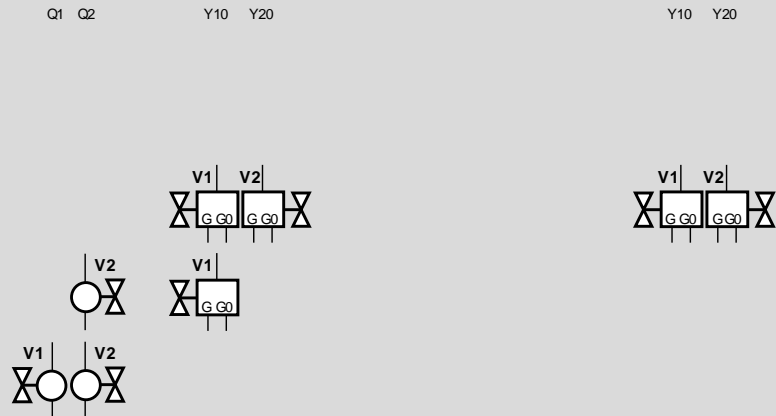 Q1 Q2 Y10 Y20 Y10 Y20
V1 V2 V1 V2
G G0 G G0 G G0 G G0
V2 V1
G G0
V1 V2